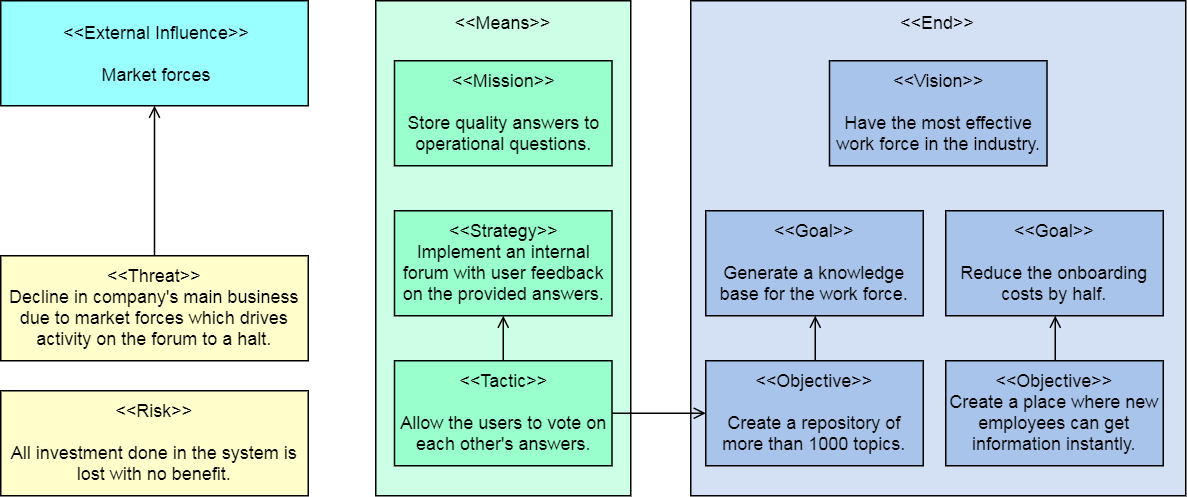 <<External Influence>>
Market forces
<<Threat>>
Decline in company's main business
due to market forces which drives
activity on the forum to a halt.
<<Risk>>
All investment done in the system is
lost with no benefit.
<<Means>>
<<Mission>>
Store quality answers to
operational questions.
<<Strategy>>
Implement an internal
forum with user feedback
on the provided answers.
<<Tactic>>
Allow the users to vote on
each other's answers.
<<End>>
<<Vision>>
Have the most effective
work force in the industry.
<<Goal>>
Generate a knowledge
base for the work force.
<<Goal>>
Reduce the onboarding
costs by half.
<<Objective>>
Create a repository of
more than 1000 topics.
<<Objective>>
Create a place where new
employees can get
information instantly.